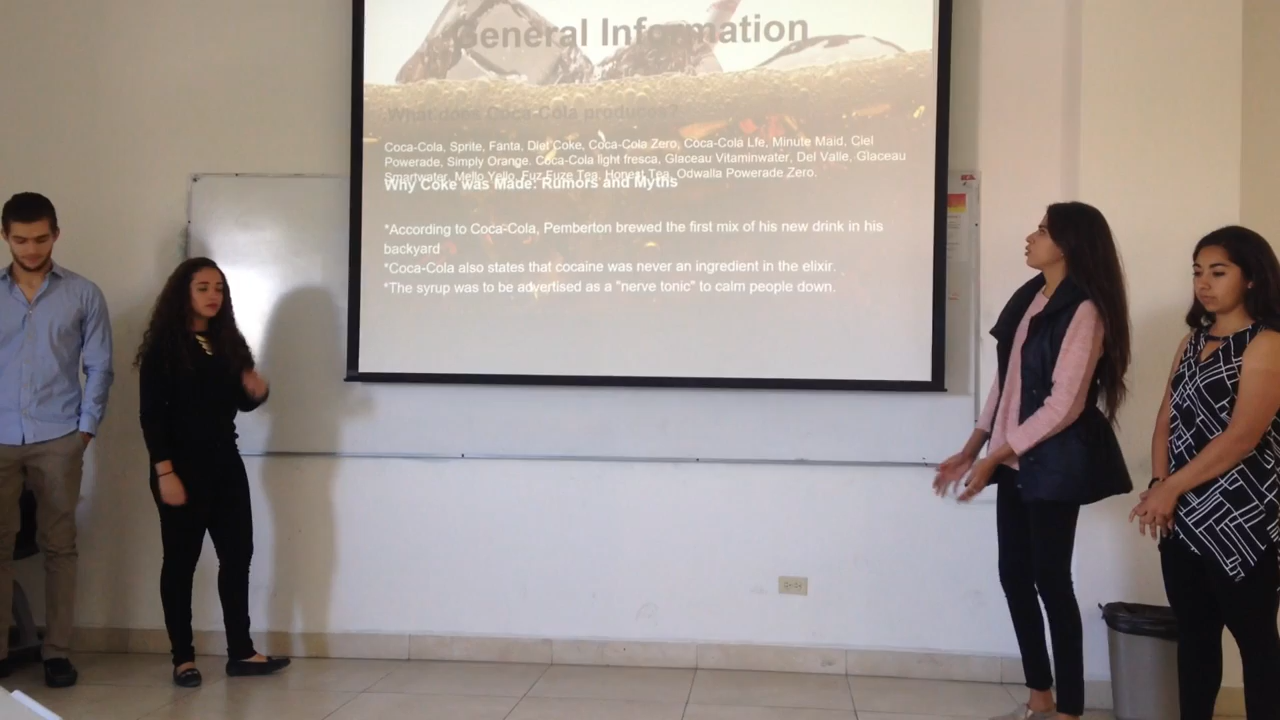 General Information
What does Coca-Cola produces?
Coca-Cola, Sprite, Fanta, Diet Coke, Coca-Cola Zero, Coca-Cola Lfe, Minute Maid, Ciel
Powerade, Simply Orange. Coca-Cola light fresca, Glaceau Vitaminwater, Del Valle, Glaceau
Smartwater, Mello Yello, Fuz Fuze Tea. Honest Tea, Odwalla Powerade Zero.
Why Coke was Made: Rumors and Myths
*According to Coca-Cola, Pemberton brewed the first mix of his new drink in his
backyard
*Coca-Cola also states that cocaine was never an ingredient in the elixir.
*The syrup was to be advertised as a "nerve tonic" to calm people down.